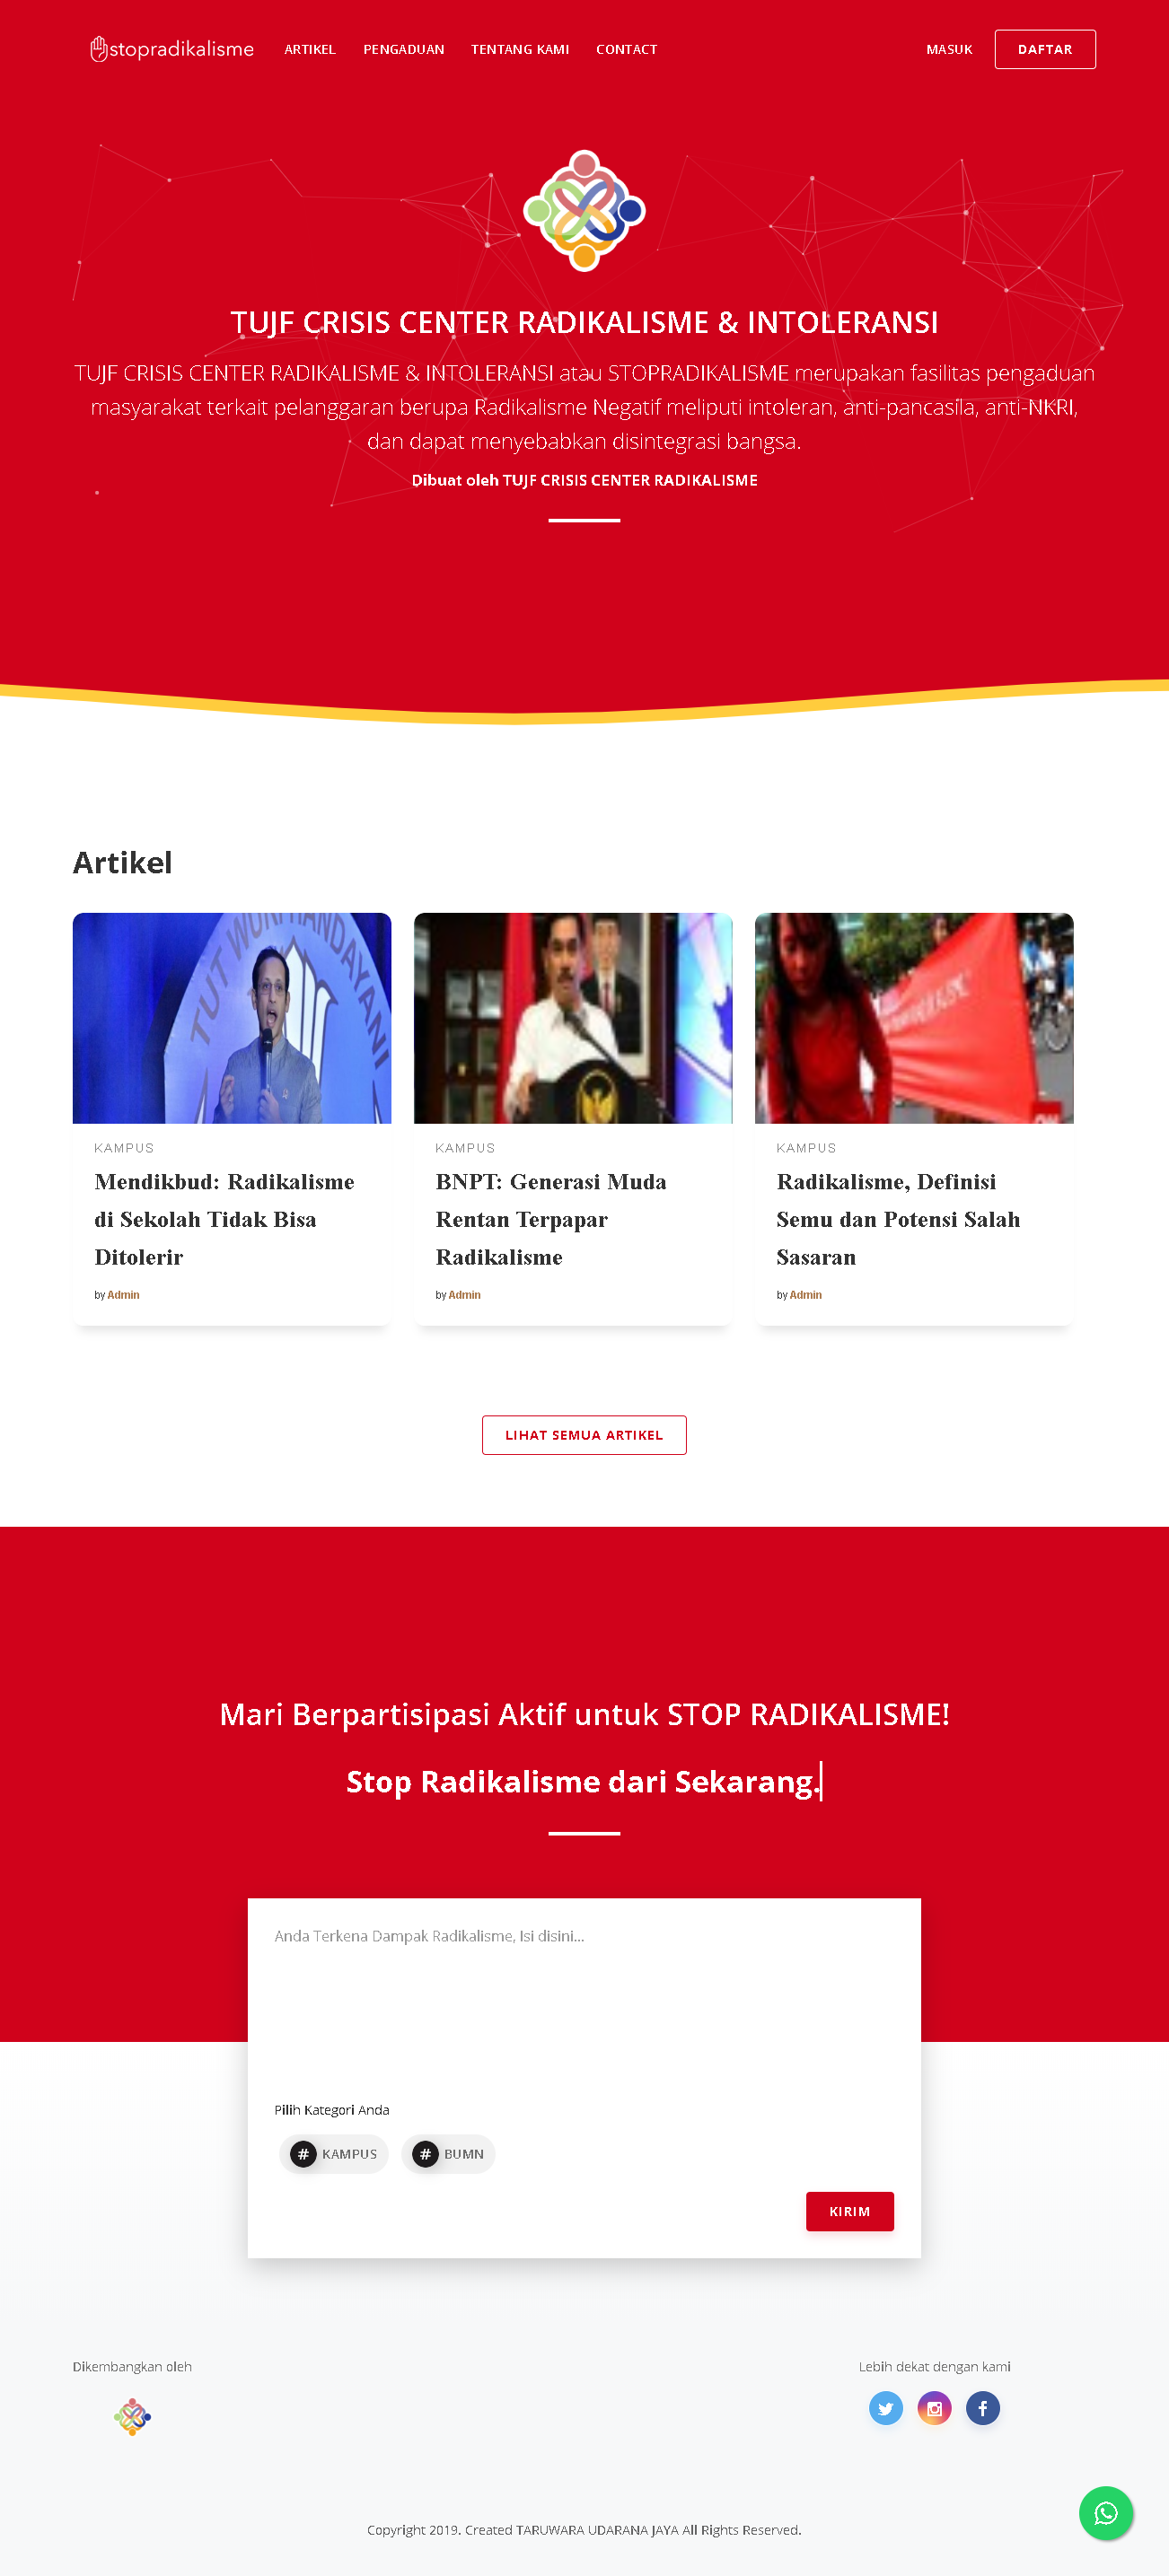 stopradikalisme ARTIKEL PENGADUAN TENTANG KAMI CONTACT MASUK DAFTAR
TUJF CRISIS CENTER RADIKALISME & INTOLERANSI
TUJF CRISIS CENTER RADIKALISME & INTOLERANSI atau STOPRADIKALISME merupakan fasilitas pengaduan
masyarakat terkait pelanggaran berupa Radikalisme Negatif meliputi intoleran, anti-pancasila, anti-NKRI,
dan dapat menyebabkan disintegrasi bangsa.
Dibuat oleh TUJF CRISIS CENTER RADIKALISME
Artikel
TUT WURI HANDAYANI
KAMPUS
Mendikbud: Radikalisme
di Sekolah Tidak Bisa
Ditolerir
by Admin
KAMPUS
BNPT: Generasi Muda
Rentan Terpapar
Radikalisme
by Admin
KAMPUS
Radikalisme, Definisi
Semu dan Potensi Salah
Sasaran
by Admin
LIHAT SEMUA ARTIKEL
Mari Berpartisipasi Aktif untuk STOP RADIKALISME!
Stop Radikalisme dari Sekarang.
Anda Terkena Dampak Radikalisme, Isi disini...
Pilih Kategori Anda
# KAMPUS # BUMN
KIRIM
Dikembangkan oleh
Lebih dekat dengan kami
Copyright 2019. Created TARUWARA UDARANA JAYA All Rights Reserved.